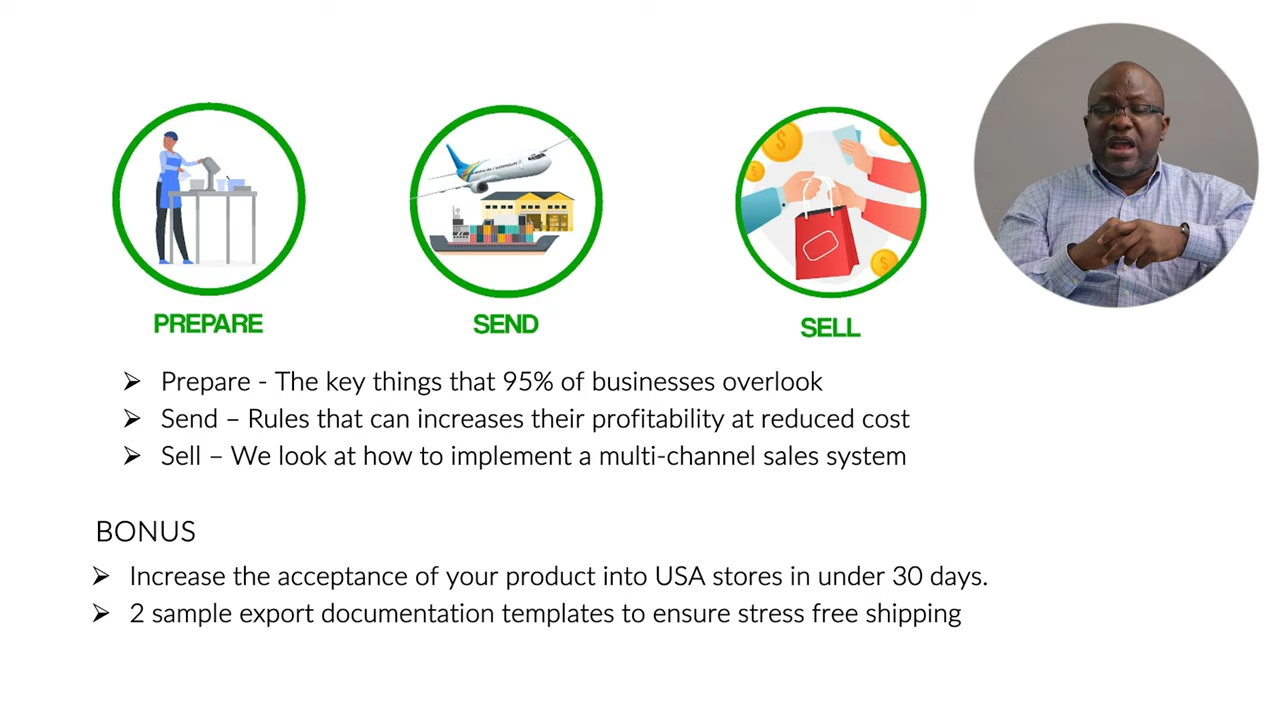 PREPARE
SEND
SELL
➢ Prepare - The key things that 95% of businesses overlook
➢ Send – Rules that can increases their profitability at reduced cost
➢ Sell – We look at how to implement a multi-channel sales system
BONUS
➢ Increase the acceptance of your product into USA stores in under 30 days.
➢ 2 sample export documentation templates to ensure stress free shipping